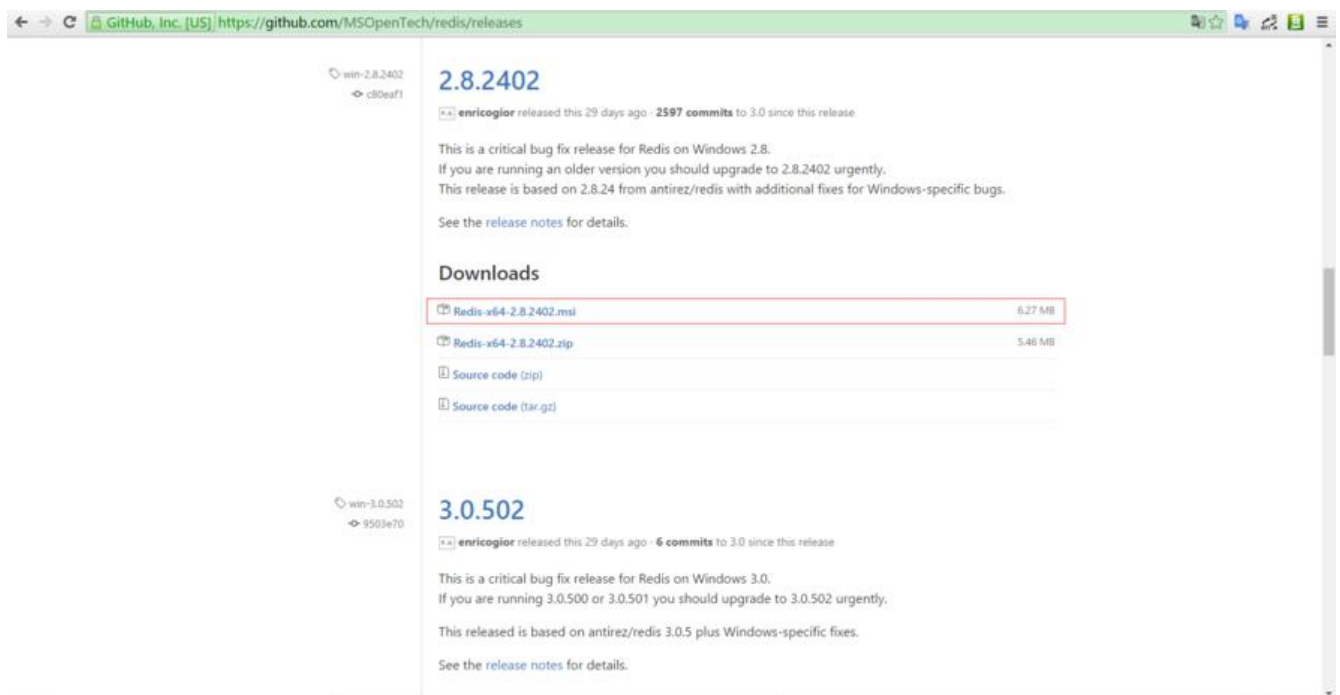 GitHub, Inc. [US] https://github.com/MSOpenTech/redis/releases
win-2.8.2402
c80eaf1
2.8.2402
enricogior released this 29 days ago · 2597 commits to 3.0 since this release
This is a critical bug fix release for Redis on Windows 2.8.
If you are running an older version you should upgrade to 2.8.2402 urgently.
This release is based on 2.8.24 from antirez/redis with additional fixes for Windows-specific bugs.
See the release notes for details.
Downloads
Redis-x64-2.8.2402.msi 6.27 MB
Redis-x64-2.8.2402.zip 5.46 MB
Source code (zip)
Source code (tar.gz)
win-3.0.502
9503e70
3.0.502
enricogior released this 29 days ago · 6 commits to 3.0 since this release
This is a critical bug fix release for Redis on Windows 3.0.
If you are running 3.0.500 or 3.0.501 you should upgrade to 3.0.502 urgently.
This released is based on antirez/redis 3.0.5 plus Windows-specific fixes.
See the release notes for details.